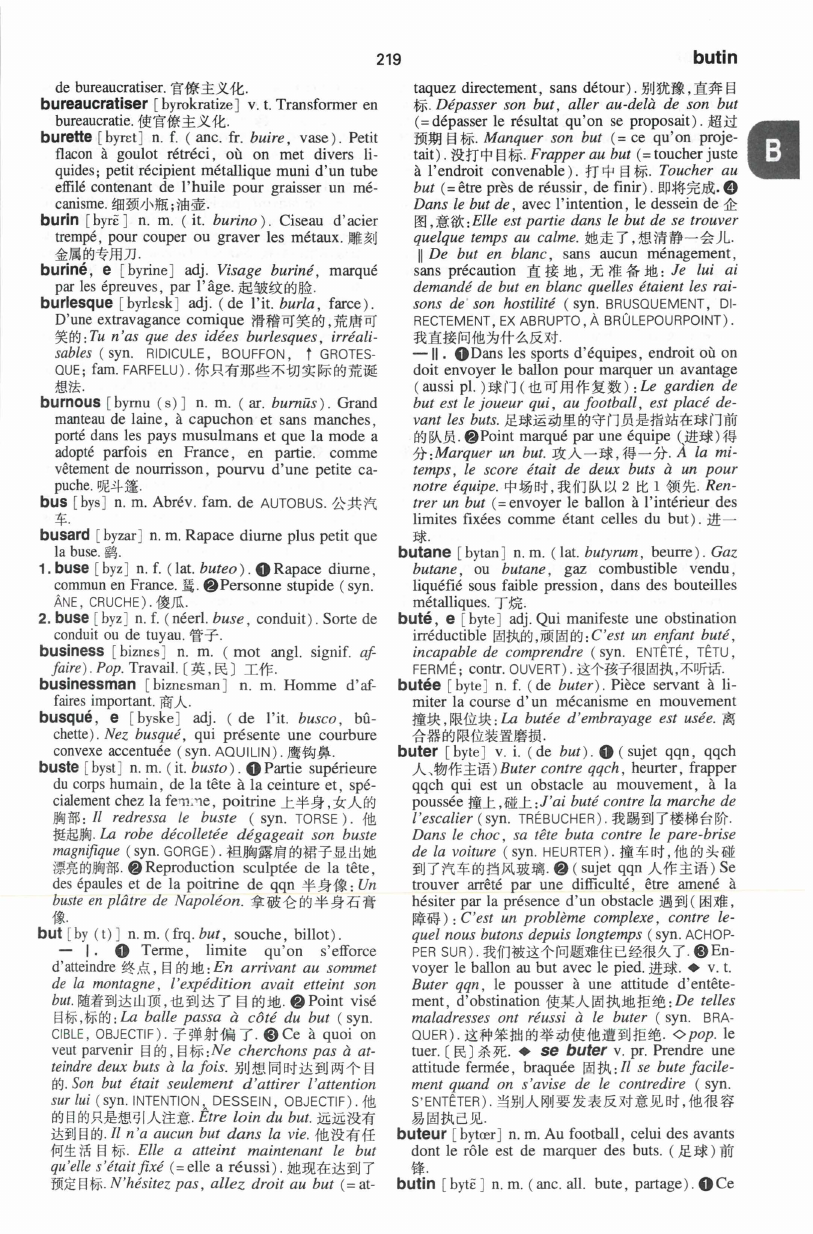 219
butin
B
de bureaucratiser. 官僚主义化.
bureaucratiser [byrokratize] v. t. Transformer en
bureaucratie. 使官僚主义化.
burette [byrɛt] n. f. (anc. fr. buire, vase). Petit
flacon à goulot rétréci, où on met divers li-
quides; petit récipient métallique muni d'un tube
effilé contenant de l'huile pour graisser un mé-
canisme. 细颈小瓶;油壶.
burin [byrɛ̃] n. m. (it. burino). Ciseau d'acier
trempé, pour couper ou graver les métaux. 雕刻
金属的专用刀.
buriné, e [byrine] adj. Visage buriné, marqué
par les épreuves, par l'âge. 起皱纹的脸.
burlesque [byrlɛsk] adj. (de l'it. burla, farce).
D'une extravagance comique 滑稽可笑的,荒唐可
笑的:Tu n'as que des idées burlesques, irréali-
sables (syn. RIDICULE, BOUFFON, ↑ GROTES-
QUE; fam. FARFELU). 你只有那些不切实际的荒诞
想法.
burnous [byrnu (s)] n. m. (ar. burnūs). Grand
manteau de laine, à capuchon et sans manches,
porté dans les pays musulmans et que la mode a
adopté parfois en France, en partie. comme
vêtement de nourrisson, pourvu d'une petite ca-
puche. 呢斗篷.
bus [bys] n. m. Abrév. fam. de AUTOBUS. 公共汽
车.
busard [byzar] n. m. Rapace diurne plus petit que
la buse. 鹞.
1. buse [byz] n. f. (lat. buteo). ❶ Rapace diurne,
commun en France. 鵟. ❷ Personne stupide (syn.
ÂNE, CRUCHE). 傻瓜.
2. buse [byz] n. f. (néerl. buse, conduit). Sorte de
conduit ou de tuyau. 管子.
business [biznɛs] n. m. (mot angl. signif. af-
faire). Pop. Travail. [英,民] 工作.
businessman [biznɛsman] n. m. Homme d'af-
faires important. 商人.
busqué, e [byske] adj. (de l'it. busco, bû-
chette). Nez busqué, qui présente une courbure
convexe accentuée (syn. AQUILIN). 鹰钩鼻.
buste [byst] n. m. (it. busto). ❶ Partie supérieure
du corps humain, de la tête à la ceinture et, spé-
cialement chez la femme, poitrine 上半身,女人的
胸部: Il redressa le buste (syn. TORSE). 他
挺起胸. La robe décolletée dégageait son buste
magnifique (syn. GORGE). 袒胸露肩的裙子显出她
漂亮的胸部. ❷ Reproduction sculptée de la tête,
des épaules et de la poitrine de qqn 半身像: Un
buste en plâtre de Napoléon. 拿破仑的半身石膏
像.
but [by (t)] n. m. (frq. but, souche, billot).
— I. ❶ Terme, limite qu'on s'efforce
d'atteindre 终点,目的地:En arrivant au sommet
de la montagne, l'expédition avait etteint son
but. 随着到达山顶,也到达了目的地. ❷ Point visé
目标,标的: La balle passa à côté du but (syn.
CIBLE, OBJECTIF). 子弹射偏了. ❸ Ce à quoi on
veut parvenir 目的,目标:Ne cherchons pas à at-
teindre deux buts à la fois. 别想同时达到两个目
的. Son but était seulement d'attirer l'attention
sur lui (syn. INTENTION, DESSEIN, OBJECTIF). 他
的目的只是想引人注意. Être loin du but. 远远没有
达到目的. Il n'a aucun but dans la vie. 他没有任
何生活目标. Elle a atteint maintenant le but
qu'elle s'était fixé (= elle a réussi). 她现在达到了
预定目标. N'hésitez pas, allez droit au but (= at-
taquez directement, sans détour). 别犹豫,直奔目
标. Dépasser son but, aller au-delà de son but
(= dépasser le résultat qu'on se proposait). 超过
预期目标. Manquer son but (= ce qu'on proje-
tait). 没打中目标. Frapper au but (= toucher juste
à l'endroit convenable). 打中目标. Toucher au
but (= être près de réussir, de finir). 即将完成. ❹
Dans le but de, avec l'intention, le dessein de 企
图,意欲:Elle est partie dans le but de se trouver
quelque temps au calme. 她走了,想清静一会儿.
‖ De but en blanc, sans aucun ménagement,
sans précaution 直接地,无准备地: Je lui ai
demandé de but en blanc quelles étaient les rai-
sons de son hostilité (syn. BRUSQUEMENT, DI-
RECTEMENT, EX ABRUPTO, À BRÛLEPOURPOINT).
我直接问他为什么反对.
— II. ❶ Dans les sports d'équipes, endroit où on
doit envoyer le ballon pour marquer un avantage
(aussi pl.) 球门(也可用作复数): Le gardien de
but est le joueur qui, au football, est placé de-
vant les buts. 足球运动里的守门员是指站在球门前
的队员. ❷ Point marqué par une équipe (进球)得
分:Marquer un but. 攻入一球,得一分. À la mi-
temps, le score était de deux buts à un pour
notre équipe. 中场时,我们队以 2 比 1 领先. Ren-
trer un but (= envoyer le ballon à l'intérieur des
limites fixées comme étant celles du but). 进一
球.
butane [bytan] n. m. (lat. butyrum, beurre). Gaz
butane, ou butane, gaz combustible vendu,
liquéfié sous faible pression, dans des bouteilles
métalliques. 丁烷.
buté, e [byte] adj. Qui manifeste une obstination
irréductible 固执的,顽固的:C'est un enfant buté,
incapable de comprendre (syn. ENTÊTÉ, TÊTU,
FERMÉ; contr. OUVERT). 这个孩子很固执,不听话.
butée [byte] n. f. (de buter). Pièce servant à li-
miter la course d'un mécanisme en mouvement
撞块,限位块: La butée d'embrayage est usée. 离
合器的限位装置磨损.
buter [byte] v. i. (de but). ❶ (sujet qqn, qqch
人、物作主语) Buter contre qqch, heurter, frapper
qqch qui est un obstacle au mouvement, à la
poussée 撞上,碰上:J'ai buté contre la marche de
l'escalier (syn. TRÉBUCHER). 我踢到了楼梯台阶.
Dans le choc, sa tête buta contre le pare-brise
de la voiture (syn. HEURTER). 撞车时,他的头碰
到了汽车的挡风玻璃. ❷ (sujet qqn 人作主语) Se
trouver arrêté par une difficulté, être amené à
hésiter par la présence d'un obstacle 遇到(困难,
障碍): C'est un problème complexe, contre le-
quel nous butons depuis longtemps (syn. ACHOP-
PER SUR). 我们被这个问题难住已经很久了. ❸ En-
voyer le ballon au but avec le pied. 进球. ◆ v. t.
Buter qqn, le pousser à une attitude d'entête-
ment, d'obstination 使某人固执地拒绝: De telles
maladresses ont réussi à le buter (syn. BRA-
QUER). 这种笨拙的举动使他遭到拒绝. ◇ pop. le
tuer. [民] 杀死. ◆ se buter v. pr. Prendre une
attitude fermée, braquée 固执: Il se bute facile-
ment quand on s'avise de le contredire (syn.
S'ENTÊTER). 当别人刚要发表反对意见时,他很容
易固执己见.
buteur [bytœr] n. m. Au football, celui des avants
dont le rôle est de marquer des buts. (足球)前
锋.
butin [bytɛ̃] n. m. (anc. all. bute, partage). ❶ Ce